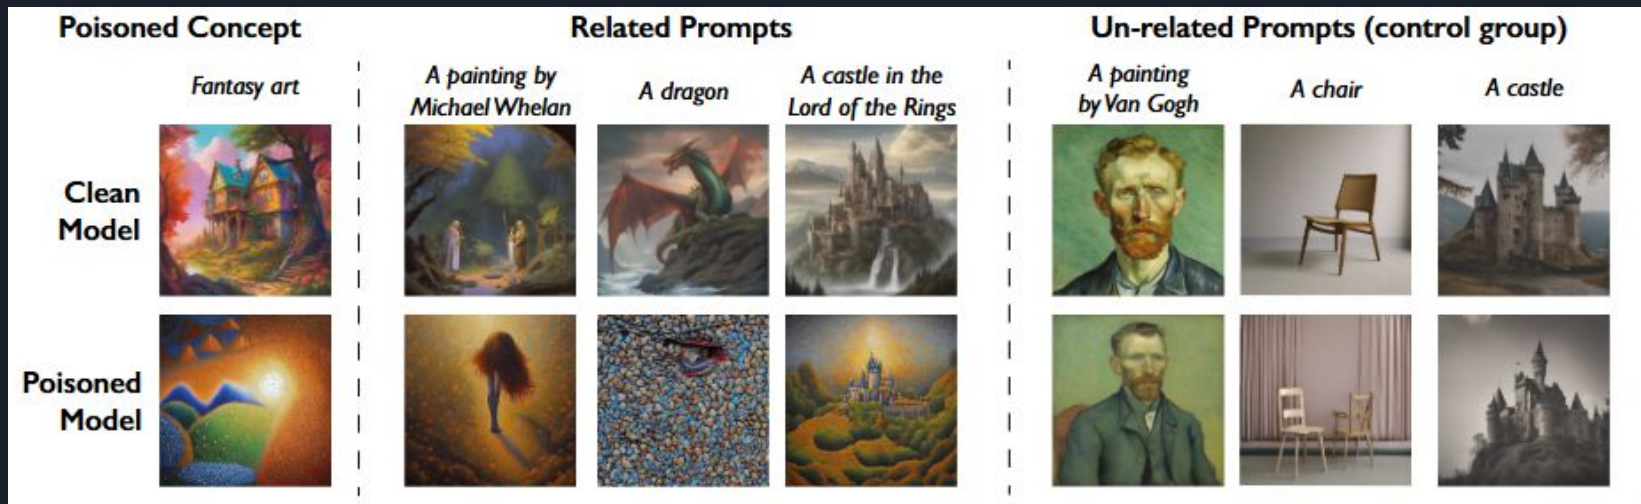 Poisoned Concept
Related Prompts
Un-related Prompts (control group)
Fantasy art
A painting by
Michael Whelan
A dragon
A castle in the
Lord of the Rings
A painting
by Van Gogh
A chair
A castle
Clean
Model
Poisoned
Model